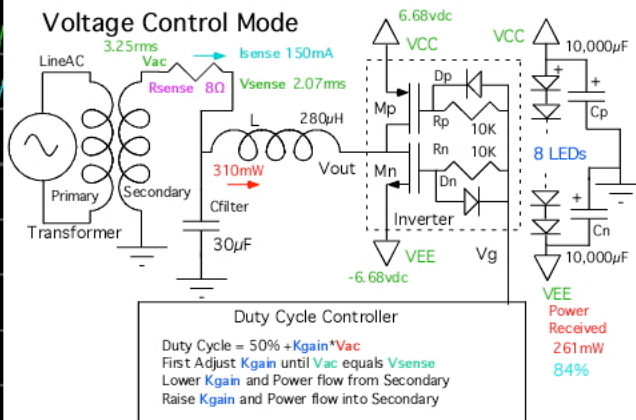 Voltage Control Mode
6.68vdc
VCC
VCC
10,000µF
3.25rms
Isense 150mA
LineAC
Vac
Rsense 8Ω
Vsense 2.07rms
Dp
+
+
Cp
Mp
Rp
10K
L
280µH
Rn
10K
8 LEDs
310mW
Vout
Mn
Dn
Primary
Secondary
Cfilter
+
Cn
Transformer
30µF
Inverter
VEE
Vg
10,000µF
-6.68vdc
VEE
Power
Received
261mW
84%
Duty Cycle Controller
Duty Cycle = 50% +Kgain*Vac
First Adjust Kgain until Vac equals Vsense
Lower Kgain and Power flow from Secondary
Raise Kgain and Power flow into Secondary